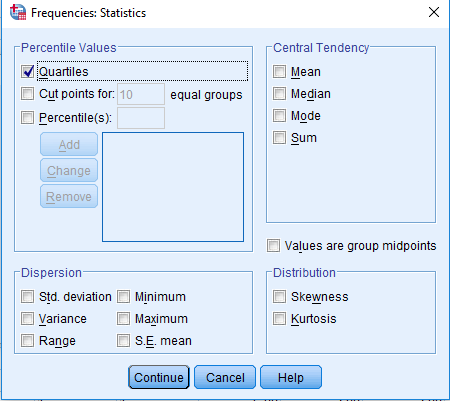 Frequencies: Statistics
Percentile Values
Quartiles
Cut points for: 10 equal groups
Percentile(s):
Add
Change
Remove
Central Tendency
Mean
Median
Mode
Sum
Values are group midpoints
Dispersion
Std. deviation Minimum
Variance Maximum
Range S.E. mean
Distribution
Skewness
Kurtosis
Continue Cancel Help